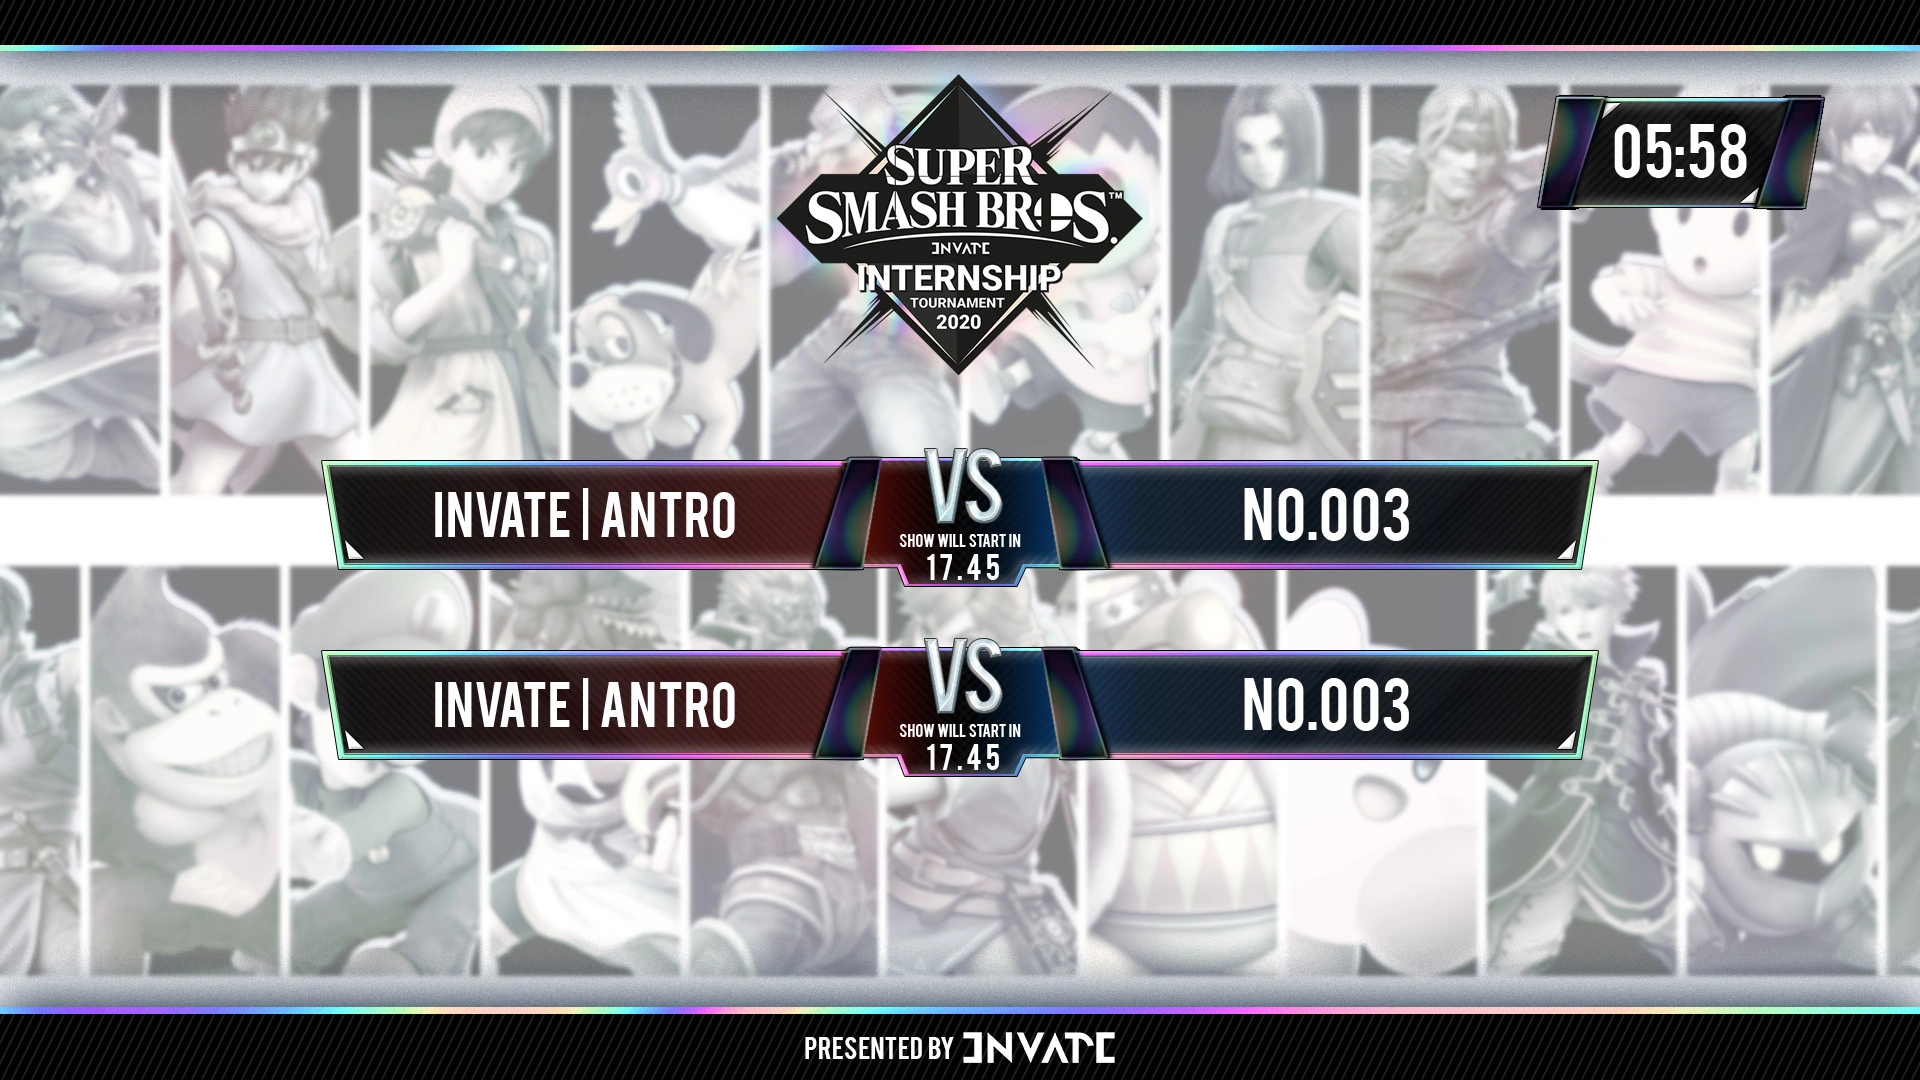 SUPER
SMASH BROS.™
INVATE
INTERNSHIP
TOURNAMENT
2020
05:58
INVATE | ANTRO
VS
SHOW WILL START IN
17.45
NO.003
INVATE | ANTRO
VS
SHOW WILL START IN
17.45
NO.003
PRESENTED BY INVATE